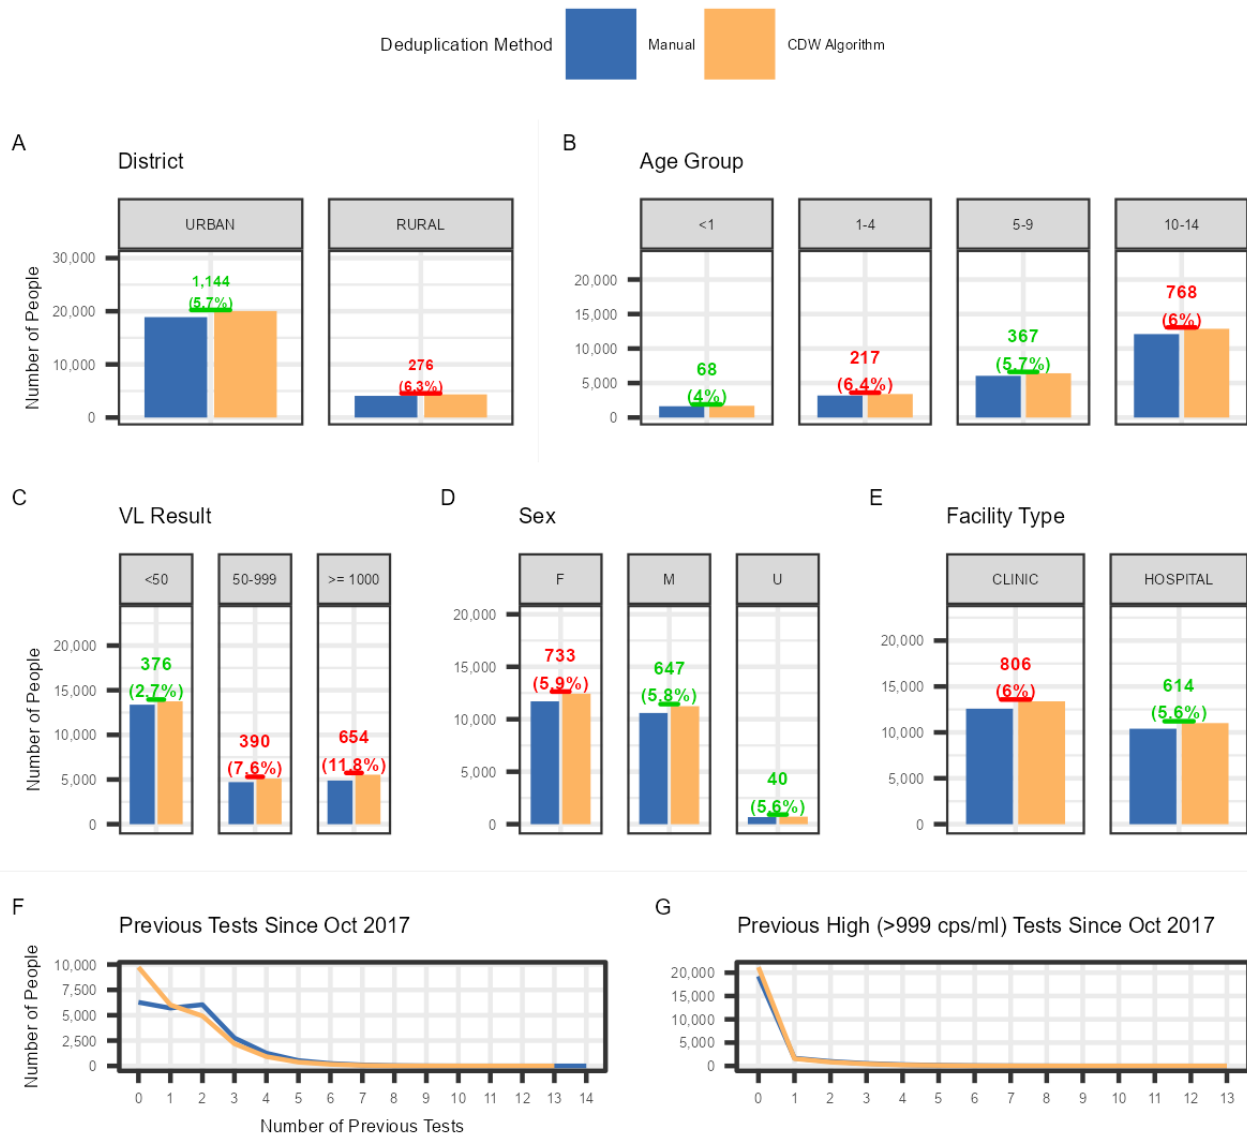 Deduplication Method Manual CDW Algorithm
A
District
URBAN RURAL
Number of People
30,000
20,000
10,000
0
1,144
(5.7%)
276
(6.3%)
B
Age Group
<1 1-4 5-9 10-14
20,000
15,000
10,000
5,000
0
68
(4%)
217
(6.4%)
367
(5.7%)
768
(6%)
C
VL Result
<50 50-999 >= 1000
Number of People
20,000
15,000
10,000
5,000
0
376
(2.7%)
390
(7.6%)
654
(11.8%)
D
Sex
F M U
20,000
15,000
10,000
5,000
0
733
(5.9%)
647
(5.8%)
40
(5.6%)
E
Facility Type
CLINIC HOSPITAL
20,000
15,000
10,000
5,000
0
806
(6%)
614
(5.6%)
F
Previous Tests Since Oct 2017
Number of People
10,000
7,500
5,000
2,500
0
0 1 2 3 4 5 6 7 8 9 10 11 12 13 14
Number of Previous Tests
G
Previous High (>999 cps/ml) Tests Since Oct 2017
20,000
15,000
10,000
5,000
0
0 1 2 3 4 5 6 7 8 9 10 11 12 13